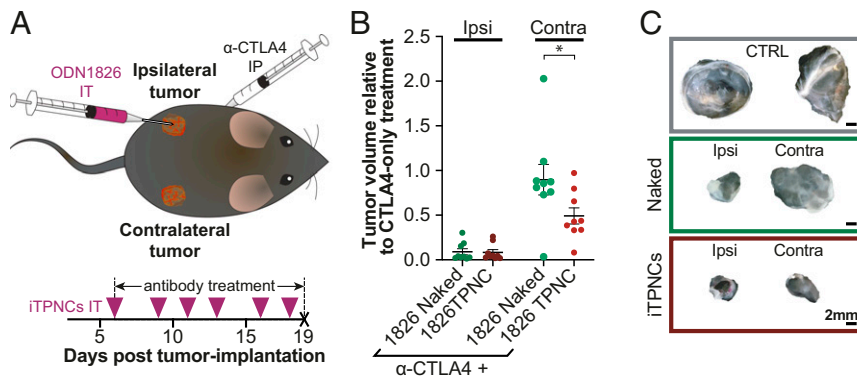 A
ODN1826
IT
Ipsilateral
tumor
α-CTLA4
IP
Contralateral
tumor
iTPNCs IT
antibody treatment
5
10
15
19
Days post tumor-implantation
B
Ipsi
Contra
*
Tumor volume relative
to CTLA4-only treatment
2.5
2.0
1.5
1.0
0.5
0.0
1826 Naked
1826TPNC
1826 Naked
1826 TPNC
α-CTLA4 +
C
CTRL
Naked
Ipsi
Contra
iTPNCs
Ipsi
Contra
2mm